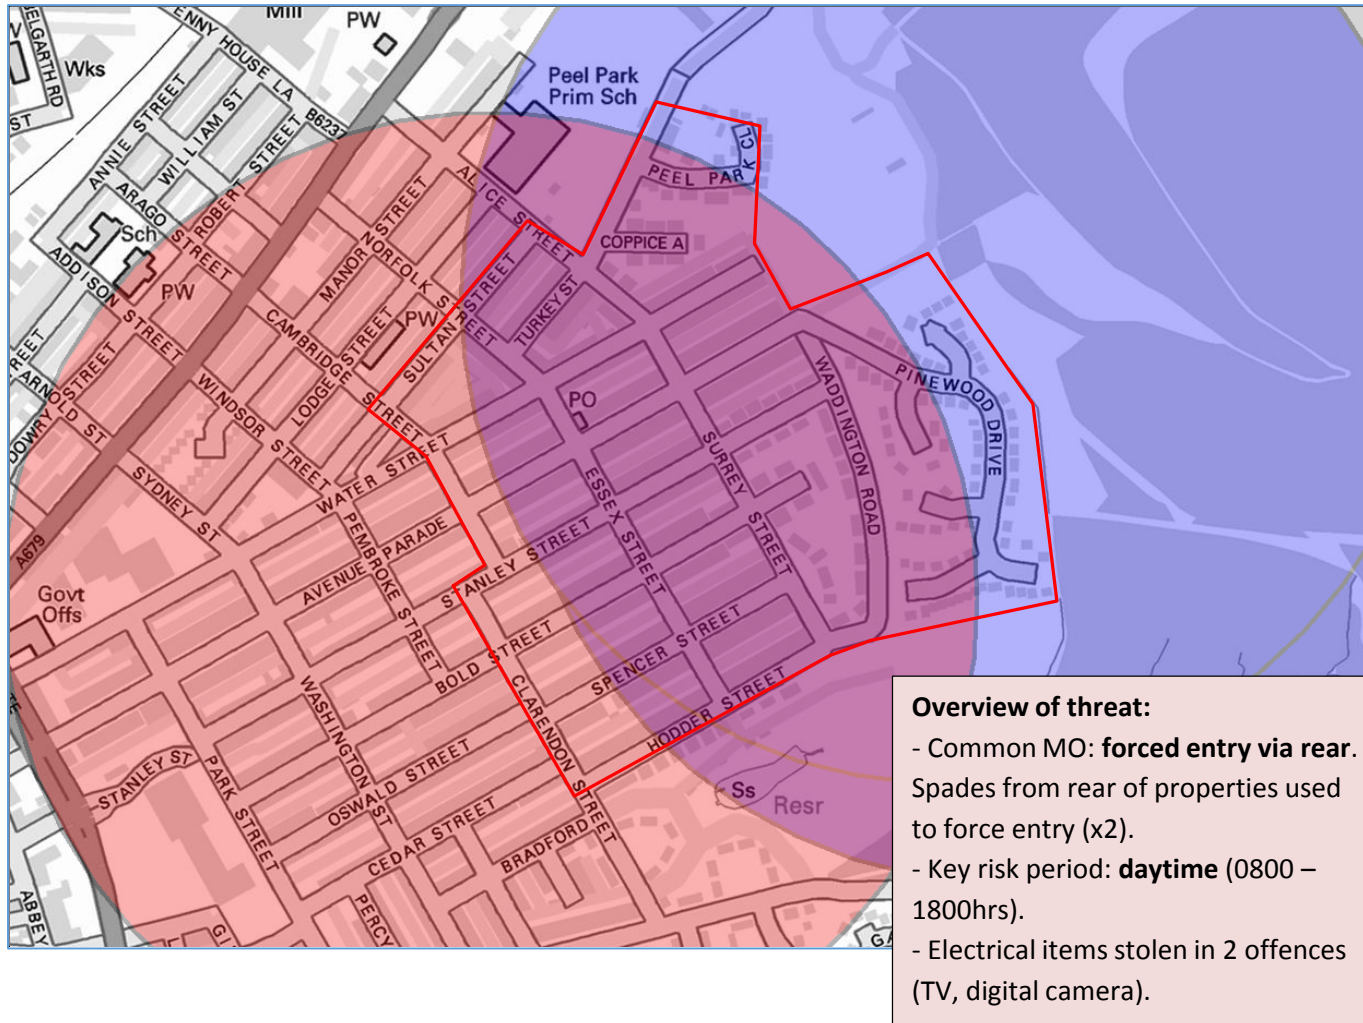 ELGARTH RD
ENNY HOUSE LA
B6237
Mill
PW
Wks
ST
ANNIE STREET
WILLIAM ST
ROBERT STREET
ARAGO STREET
ADDISON STREET
Sch
PW
Peel Park
Prim Sch
ALICE STREET
PEEL PARK CL
COPPICE A
MANOR STREET
NORFOLK STREET
SULTAN STREET
TURKEY ST
PW
CAMBRIDGE STREET
LODGE STREET
WINDSOR STREET
ARNOLD ST
DOWRY STREET
REET
SYDNEY ST
A679
Govt
Offs
WATER STREET
AVENUE PARADE
PEMBROKE STREET
STANLEY STREET
BOLD STREET
PO
ESSEX STREET
SURREY STREET
WADDINGTON ROAD
PINEWOOD DRIVE
SPENCER STREET
HODDER STREET
CLARENDON STREET
WASHINGTON ST
OSWALD STREET
CEDAR STREET
BRADFORD
PARK STREET
STANLEY ST
PERCY
ABBEY
Ss
Resr
GA
Overview of threat:
- Common MO: forced entry via rear.
Spades from rear of properties used
to force entry (x2).
- Key risk period: daytime (0800 –
1800hrs).
- Electrical items stolen in 2 offences
(TV, digital camera).